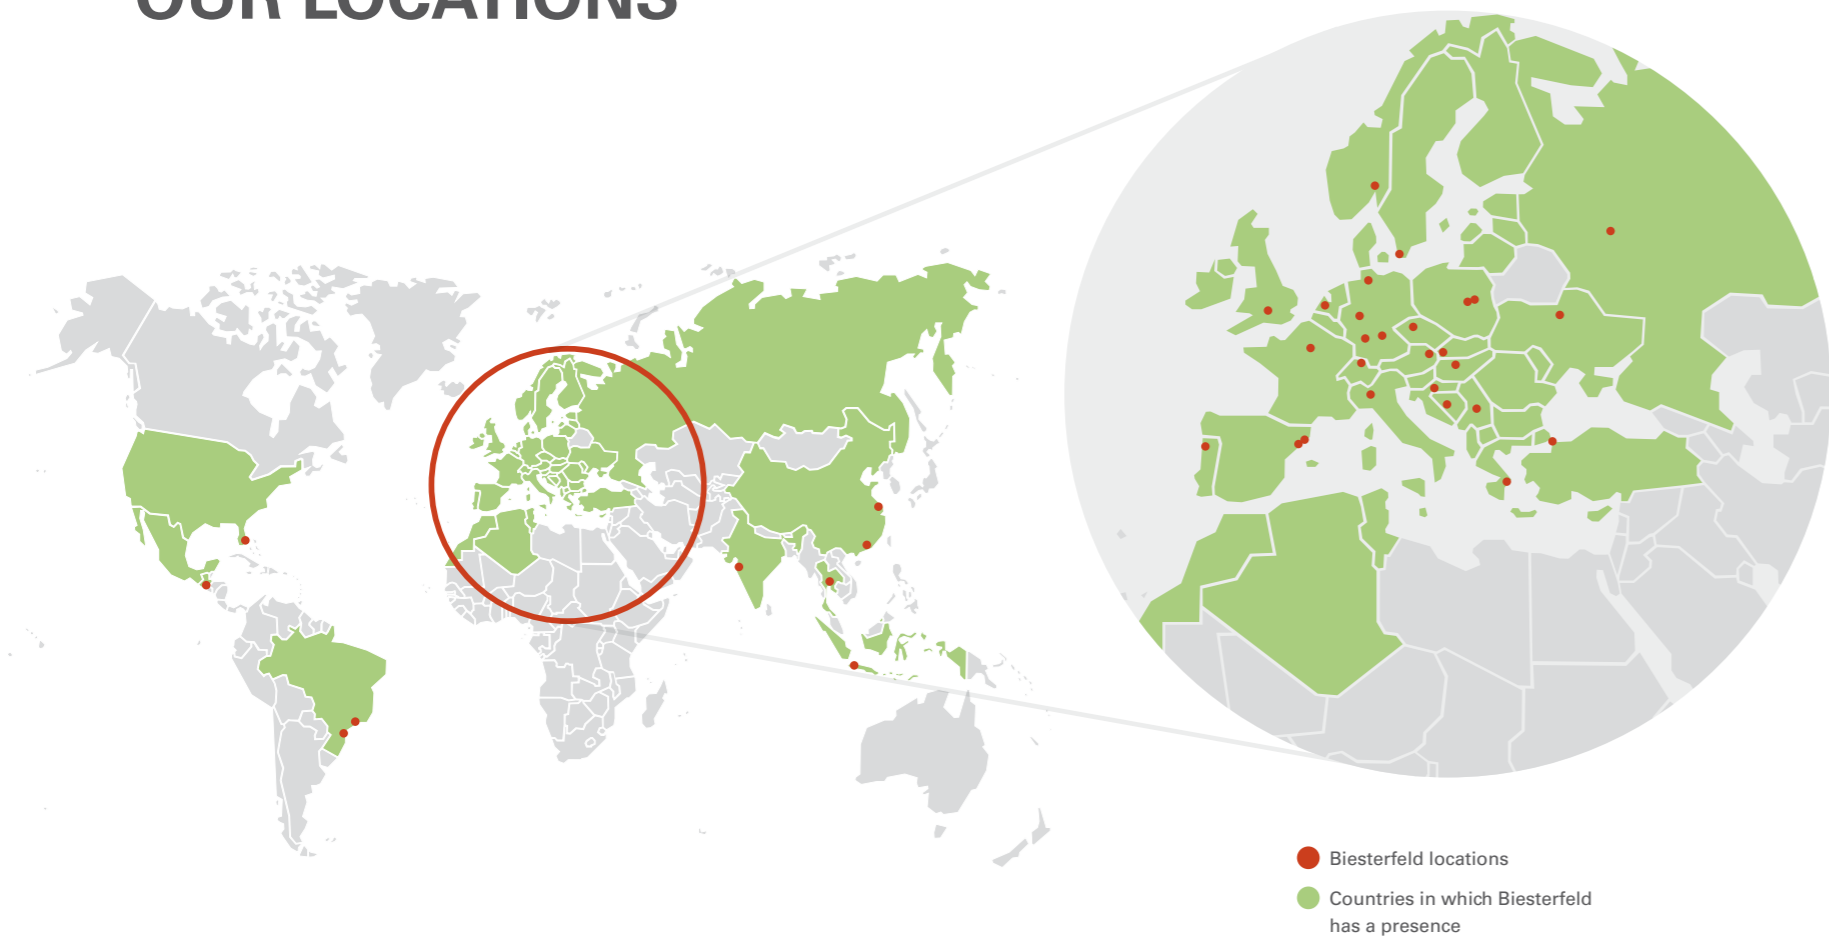 OUR LOCATIONS
Biesterfeld locations
Countries in which Biesterfeld
has a presence